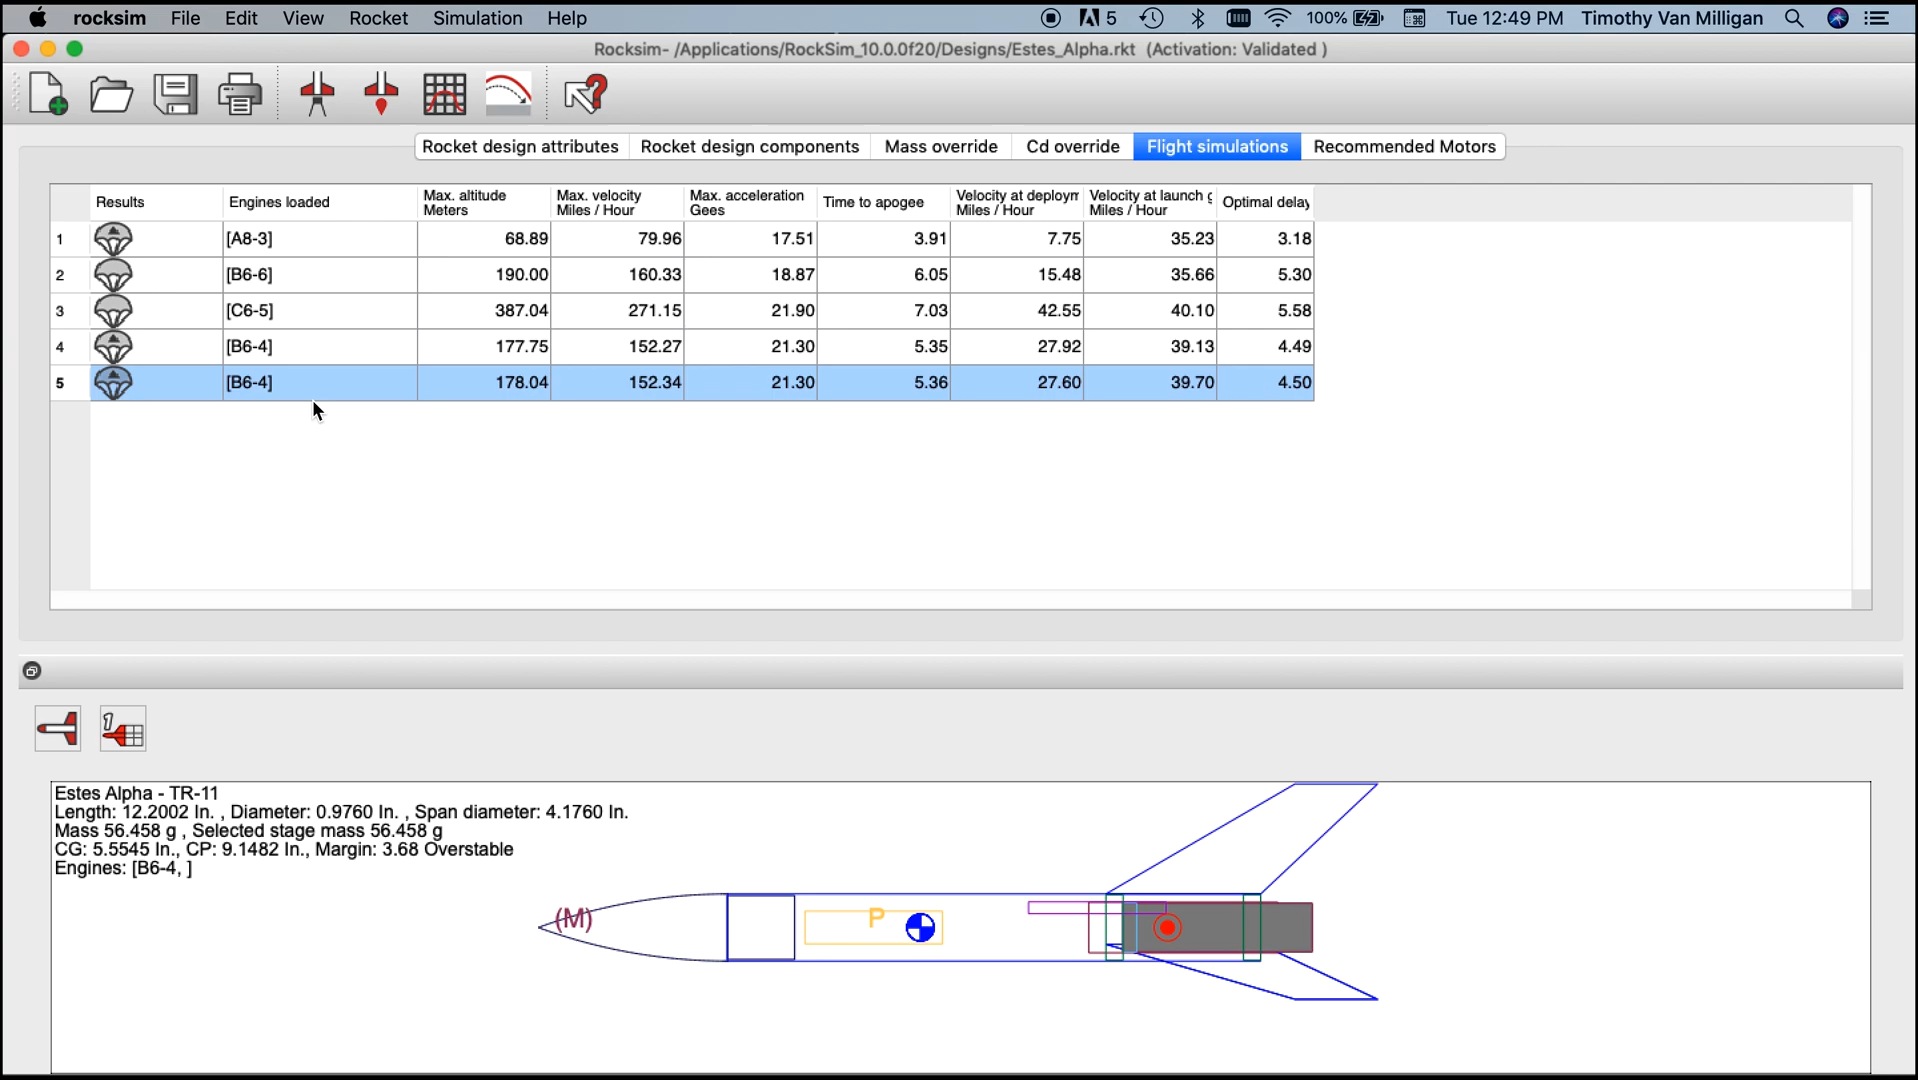 rocksim File Edit View Rocket Simulation Help 5 100% Tue 12:49 PM Timothy Van Milligan
Rocksim- /Applications/RockSim_10.0.0f20/Designs/Estes_Alpha.rkt (Activation: Validated )
Rocket design attributes Rocket design components Mass override Cd override Flight simulations Recommended Motors
Results Engines loaded Max. altitude Max. velocity Max. acceleration Time to apogee Velocity at deploym Velocity at launch g Optimal delay
Meters Miles / Hour Gees Miles / Hour Miles / Hour
1 [A8-3] 68.89 79.96 17.51 3.91 7.75 35.23 3.18
2 [B6-6] 190.00 160.33 18.87 6.05 15.48 35.66 5.30
3 [C6-5] 387.04 271.15 21.90 7.03 42.55 40.10 5.58
4 [B6-4] 177.75 152.27 21.30 5.35 27.92 39.13 4.49
5 [B6-4] 178.04 152.34 21.30 5.36 27.60 39.70 4.50
1
Estes Alpha - TR-11
Length: 12.2002 In. , Diameter: 0.9760 In. , Span diameter: 4.1760 In.
Mass 56.458 g , Selected stage mass 56.458 g
CG: 5.5545 In., CP: 9.1482 In., Margin: 3.68 Overstable
Engines: [B6-4, ]
(M) P